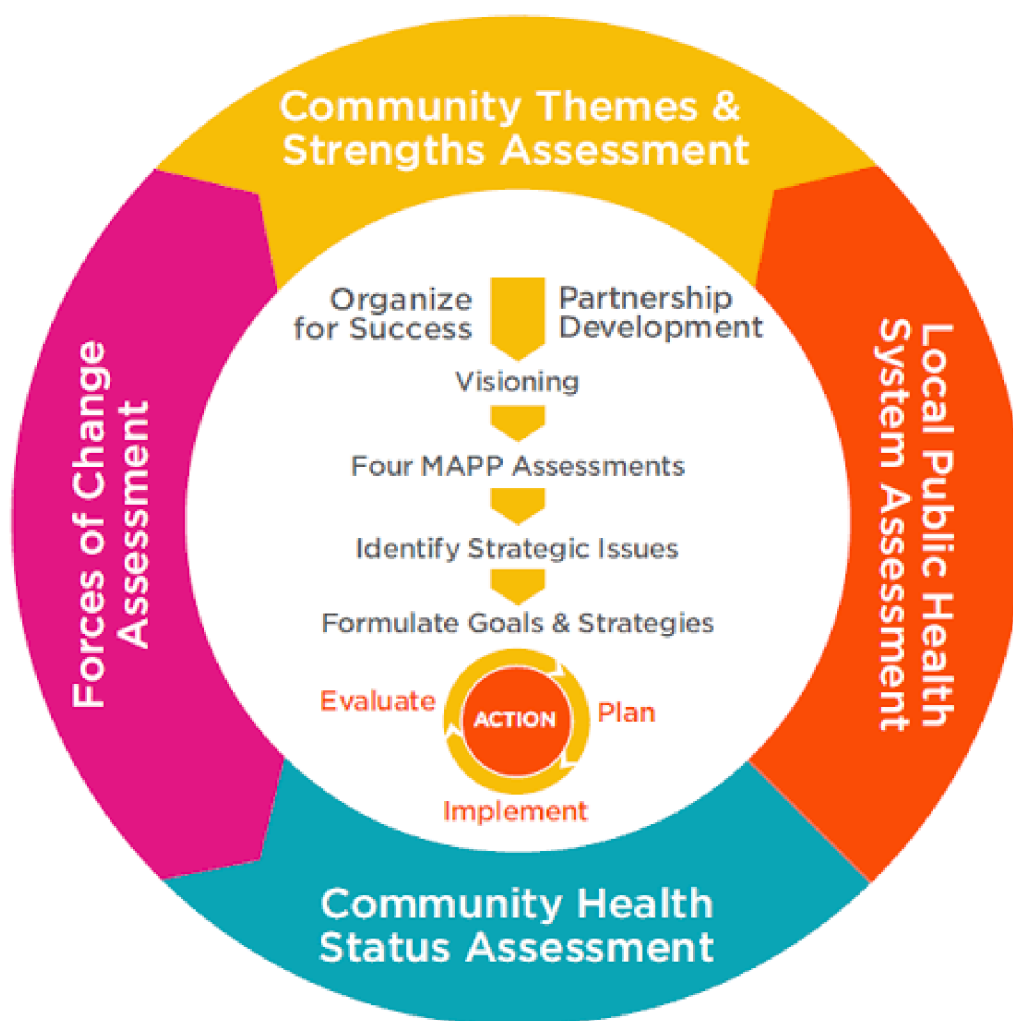 Community Themes &
Strengths Assessment
Organize
for Success
Partnership
Development
Visioning
Four MAPP Assessments
Identify Strategic Issues
Formulate Goals & Strategies
Evaluate
ACTION
Plan
Implement
Forces of Change
Assessment
Local Public Health
System Assessment
Community Health
Status Assessment